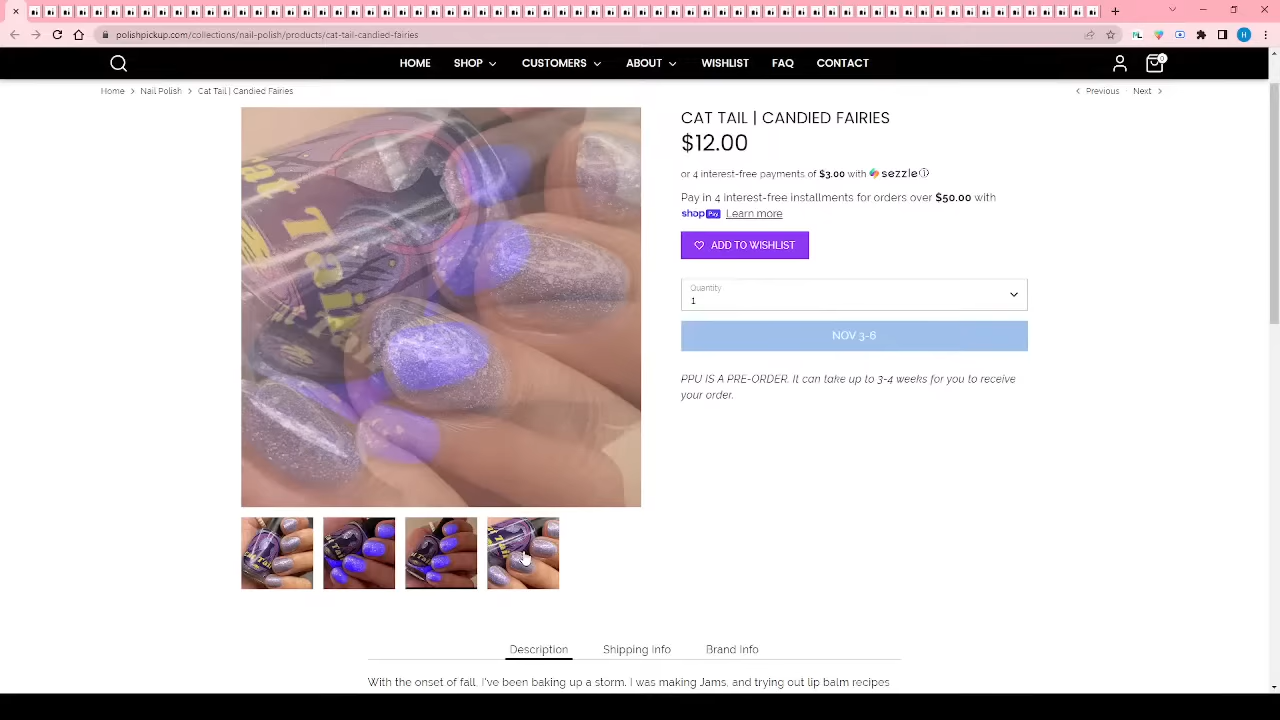 polishpickup.com/collections/nail-polish/products/cat-tail-candied-fairies
HOME SHOP CUSTOMERS ABOUT WISHLIST FAQ CONTACT
0
Home > Nail Polish > Cat Tail | Candied Fairies
< Previous Next >
CAT TAIL | CANDIED FAIRIES
$12.00
or 4 interest-free payments of $3.00 with sezzle
Pay in 4 interest-free installments for orders over $50.00 with
shop Pay Learn more
ADD TO WISHLIST
Quantity
1
NOV 3-6
PPU IS A PRE-ORDER. It can take up to 3-4 weeks for you to receive
your order.
Description Shipping Info Brand Info
With the onset of fall, I've been baking up a storm. I was making Jams, and trying out lip balm recipes